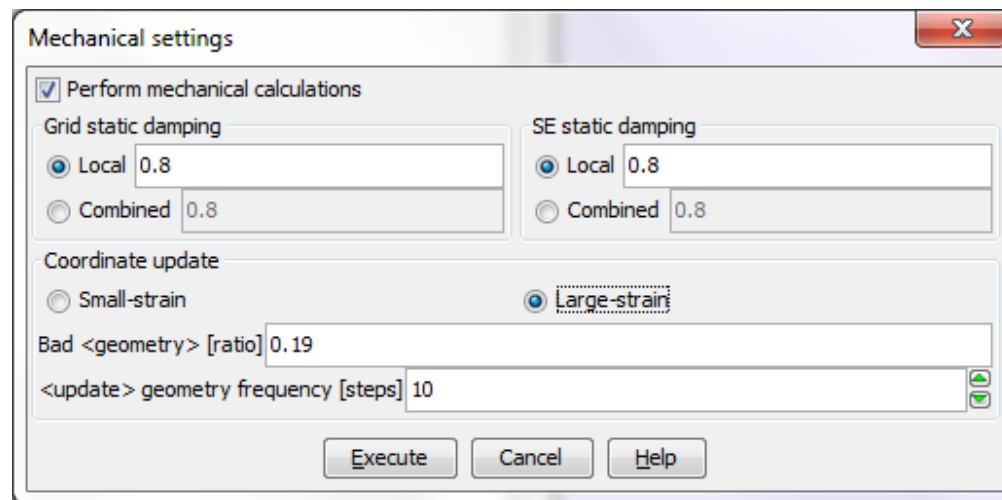 Mechanical settings
Perform mechanical calculations
Grid static damping
Local 0.8
Combined 0.8
SE static damping
Local 0.8
Combined 0.8
Coordinate update
Small-strain Large-strain
Bad <geometry> [ratio] 0.19
<update> geometry frequency [steps] 10
Execute Cancel Help